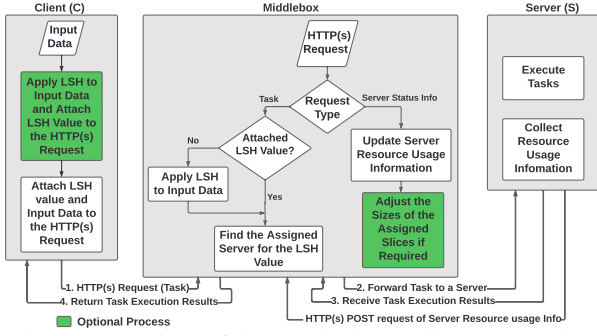 Client (C)
Input
Data
Apply LSH to
Input Data
and Attach
LSH Value to
the HTTP(s)
Request
Attach LSH
value and
Input Data to
the HTTP(s)
Request
Middlebox
HTTP(s)
Request
Request
Type
Task
Server Status Info
Attached
LSH Value?
No
Yes
Apply LSH
to Input Data
Find the Assigned
Server for the LSH
Value
Update Server
Resource Usage
Information
Adjust the
Sizes of the
Assigned
Slices if
Required
Server (S)
Execute
Tasks
Collect
Resource
Usage
Infomation
1. HTTP(s) Request (Task)
4. Return Task Execution Results
2. Forward Task to a Server
3. Receive Task Execution Results
HTTP(s) POST request of Server Resource usage Info
Optional Process